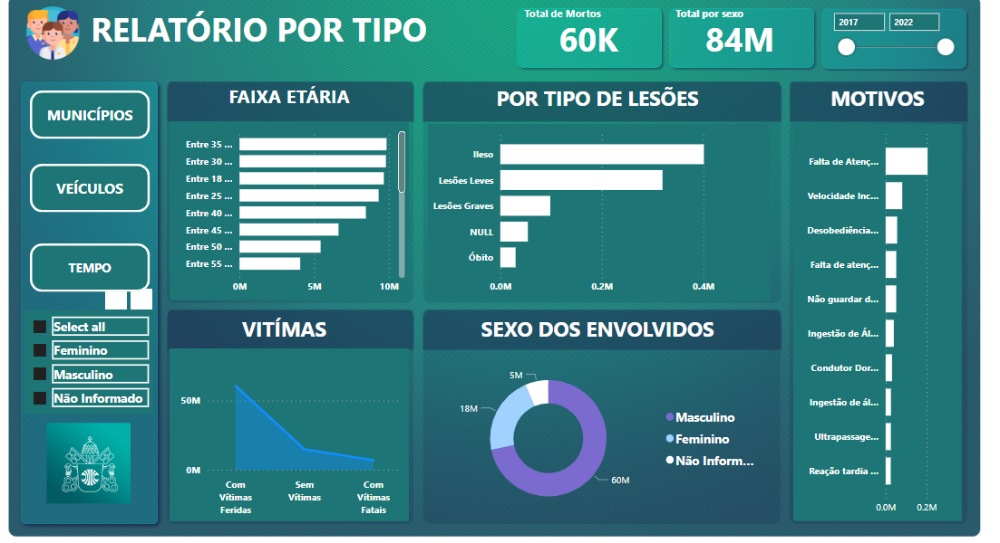 RELATÓRIO POR TIPO
Total de Mortos
60K
Total por sexo
84M
2017
2022
MUNICÍPIOS
VEÍCULOS
TEMPO
Select all
Feminino
Masculino
Não Informado
FAIXA ETÁRIA
Entre 35 ...
Entre 30 ...
Entre 18 ...
Entre 25 ...
Entre 40 ...
Entre 45 ...
Entre 50 ...
Entre 55 ...
0M
5M
10M
POR TIPO DE LESÕES
Ileso
Lesões Leves
Lesões Graves
NULL
Óbito
0.0M
0.2M
0.4M
MOTIVOS
Falta de Atenç...
Velocidade Inc...
Desobediência...
Falta de atenç...
Não guardar d...
Ingestão de Ál...
Condutor Dor...
Ingestão de ál...
Ultrapassage...
Reação tardia ...
0.0M
0.2M
VITÍMAS
50M
0M
Com
Vítimas
Feridas
Sem
Vítimas
Com
Vítimas
Fatais
SEXO DOS ENVOLVIDOS
5M
18M
60M
Masculino
Feminino
Não Inform...